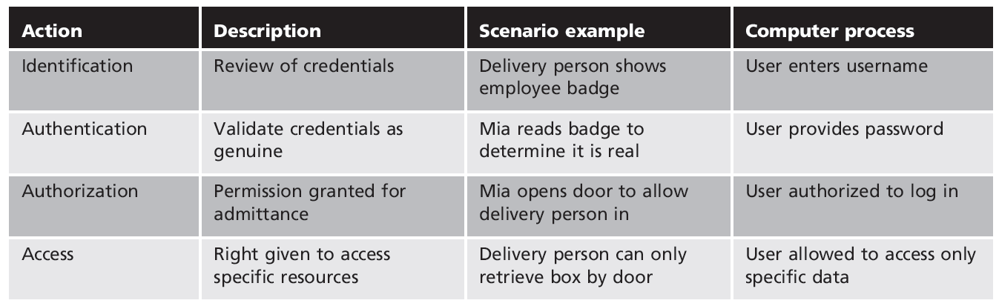 Action Description Scenario example Computer process
Identification Review of credentials Delivery person shows User enters username
employee badge
Authentication Validate credentials as Mia reads badge to User provides password
genuine determine it is real
Authorization Permission granted for Mia opens door to allow User authorized to log in
admittance delivery person in
Access Right given to access Delivery person can only User allowed to access only
specific resources retrieve box by door specific data